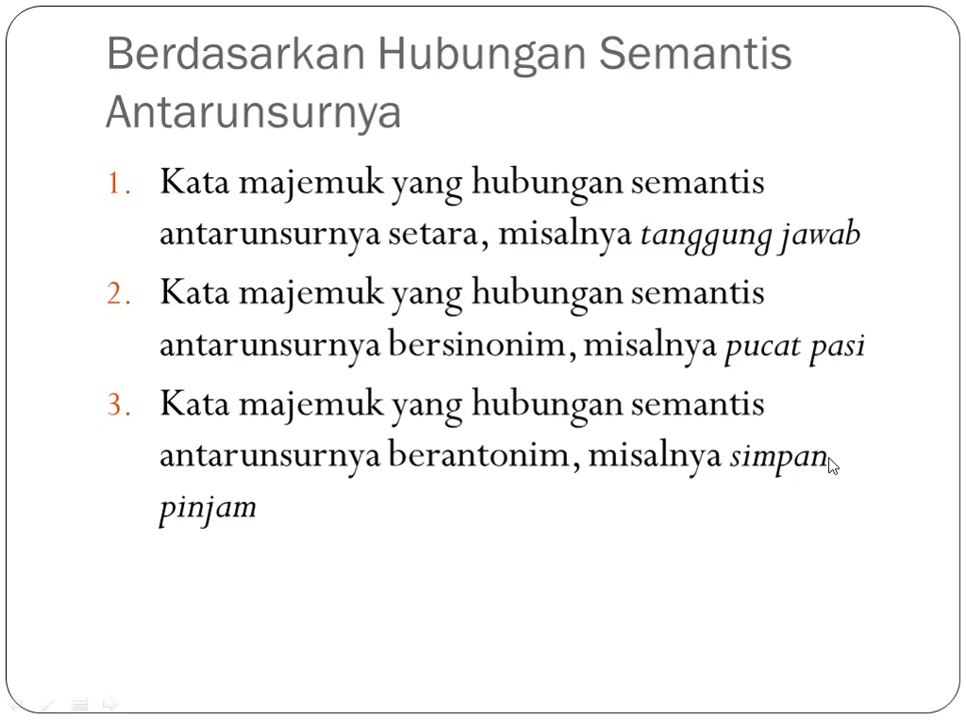 Berdasarkan Hubungan Semantis
Antarunsurnya
1. Kata majemuk yang hubungan semantis
antarunsurnya setara, misalnya tanggung jawab
2. Kata majemuk yang hubungan semantis
antarunsurnya bersinonim, misalnya pucat pasi
3. Kata majemuk yang hubungan semantis
antarunsurnya berantonim, misalnya simpan
pinjam